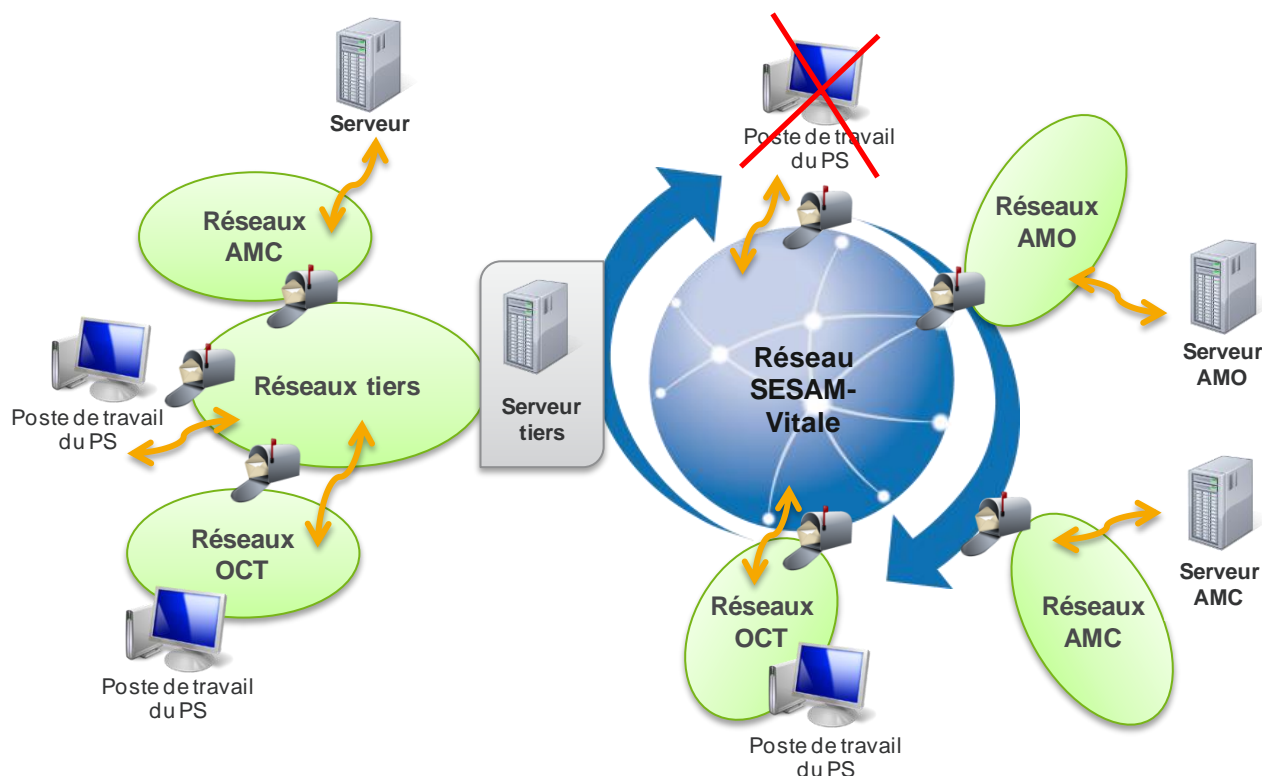 Serveur
Poste de travail
du PS
Réseaux
AMC
Réseaux
AMO
Serveur
tiers
Réseaux tiers
Réseau
SESAM-
Vitale
Serveur
AMO
Poste de travail
du PS
Réseaux
OCT
Réseaux
OCT
Réseaux
AMC
Serveur
AMC
Poste de travail
du PS
Poste de travail
du PS